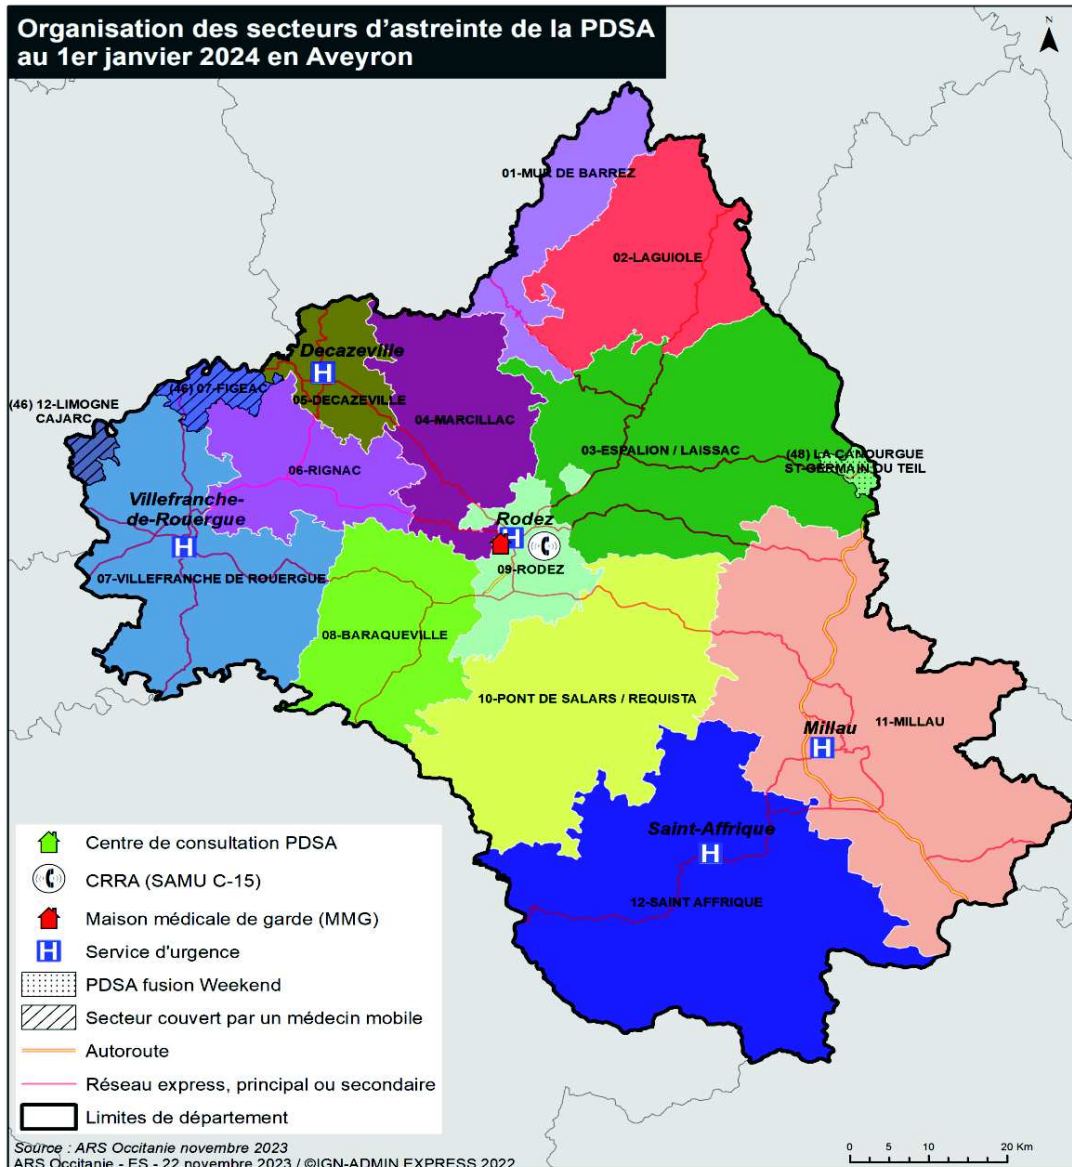 Organisation des secteurs d'astreinte de la PDSA
au 1er janvier 2024 en Aveyron
N
01-MUR DE BARREZ
02-LAGUIOLE
Decazeville
H
(46) 07-FIGEAC
05-DECAZEVILLE
(46) 12-LIMOGNE
CAJARC
04-MARCILLAC
03-ESPALION / LAISSAC
(48) LA CANOURGUE
ST-GERMAIN DU TEIL
06-RIGNAC
Villefranche-
de-Rouergue
H
Rodez
H
09-RODEZ
07-VILLEFRANCHE DE ROUERGUE
08-BARAQUEVILLE
10-PONT DE SALARS / REQUISTA
11-MILLAU
Millau
H
Saint-Affrique
H
12-SAINT AFFRIQUE
Centre de consultation PDSA
CRRA (SAMU C-15)
Maison médicale de garde (MMG)
H Service d'urgence
PDSA fusion Weekend
Secteur couvert par un médecin mobile
Autoroute
Réseau express, principal ou secondaire
Limites de département
Source : ARS Occitanie novembre 2023
ARS Occitanie - ES - 22 novembre 2023 / ©IGN-ADMIN EXPRESS 2022
0 5 10 20 Km